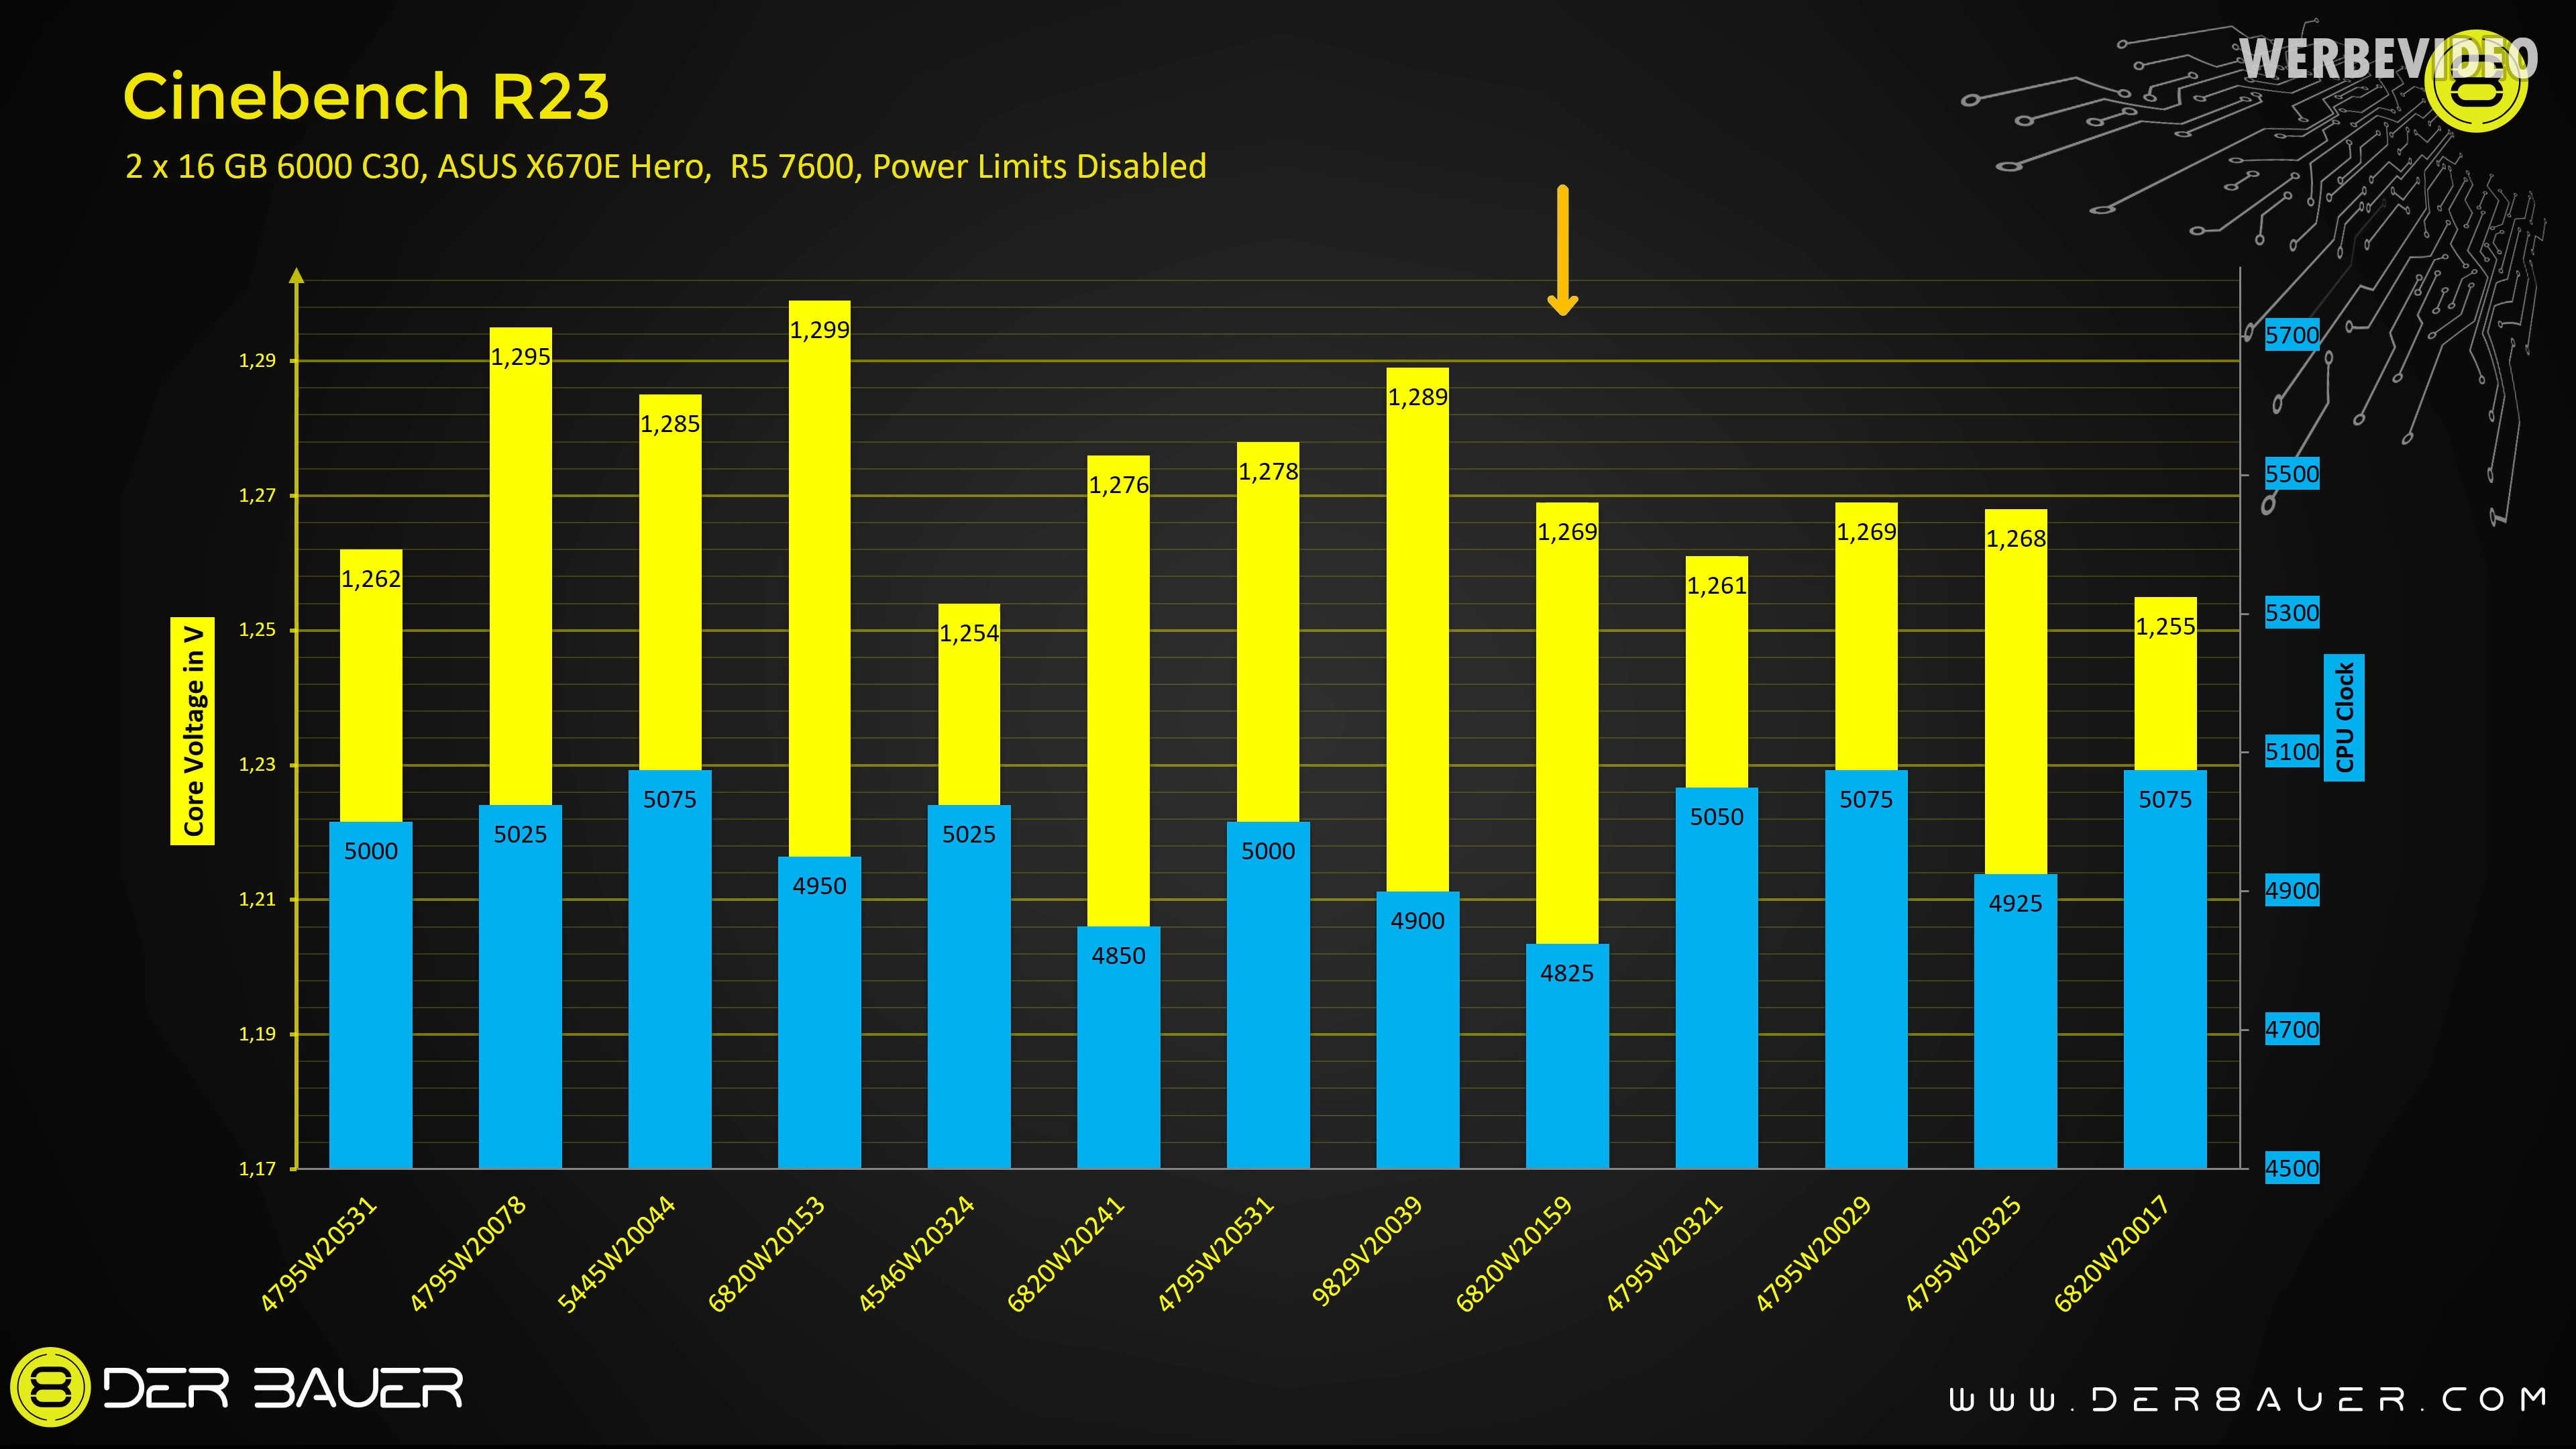 WERBEVIDEO
Cinebench R23
2 x 16 GB 6000 C30, ASUS X670E Hero, R5 7600, Power Limits Disabled
Core Voltage in V
1,29
1,27
1,25
1,23
1,21
1,19
1,17
1,262
1,295
1,285
1,299
1,254
1,276
1,278
1,289
1,269
1,261
1,269
1,268
1,255
5000
5025
5075
4950
5025
4850
5000
4900
4825
5050
5075
4925
5075
5700
5500
5300
5100
4900
4700
4500
CPU Clock
4795W20531
4795W20078
5445W20044
6820W20153
4546W20324
6820W20241
4795W20531
9829V20039
6820W20159
4795W20321
4795W20029
4795W20325
6820W20017
8 DER 8AUER
WWW.DER8AUER.COM